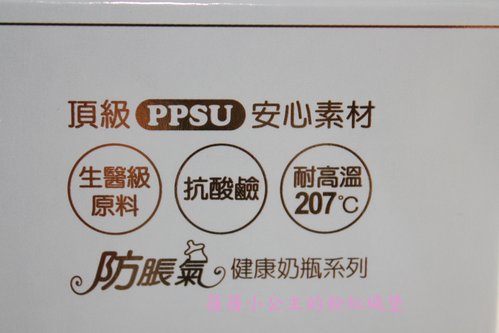 頂級 PPSU 安心素材
生醫級
原料
抗酸鹼
耐高溫
207℃
防脹氣 健康奶瓶系列